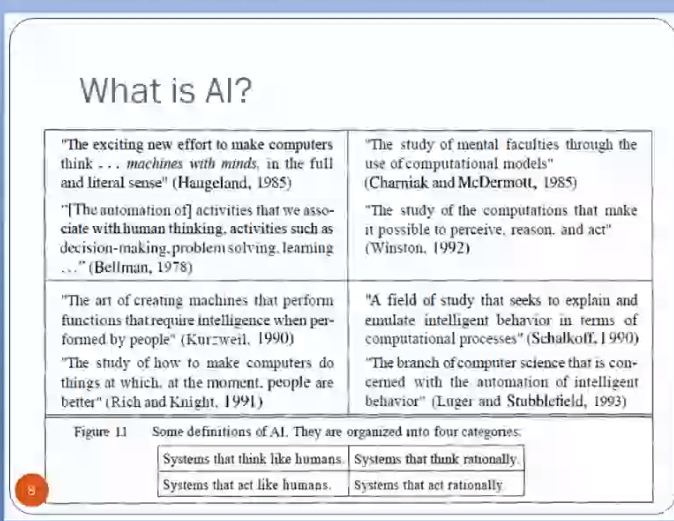 What is AI?
"The exciting new effort to make computers
think . . . machines with minds, in the full
and literal sense" (Haugeland, 1985)
"[The automation of] activities that we asso-
ciate with human thinking, activities such as
decision-making, problem solving, learning
..." (Bellman, 1978)
"The study of mental faculties through the
use of computational models"
(Charniak and McDermott, 1985)
"The study of the computations that make
it possible to perceive, reason, and act"
(Winston, 1992)
"The art of creating machines that perform
functions that require intelligence when per-
formed by people" (Kurzweil, 1990)
"The study of how to make computers do
things at which, at the moment, people are
better" (Rich and Knight, 1991)
"A field of study that seeks to explain and
emulate intelligent behavior in terms of
computational processes" (Schalkoff, 1990)
"The branch of computer science that is con-
cerned with the automation of intelligent
behavior" (Luger and Stubblefield, 1993)
Figure 1.1 Some definitions of AI. They are organized into four categories:
Systems that think like humans. Systems that think rationally.
Systems that act like humans. Systems that act rationally.
8